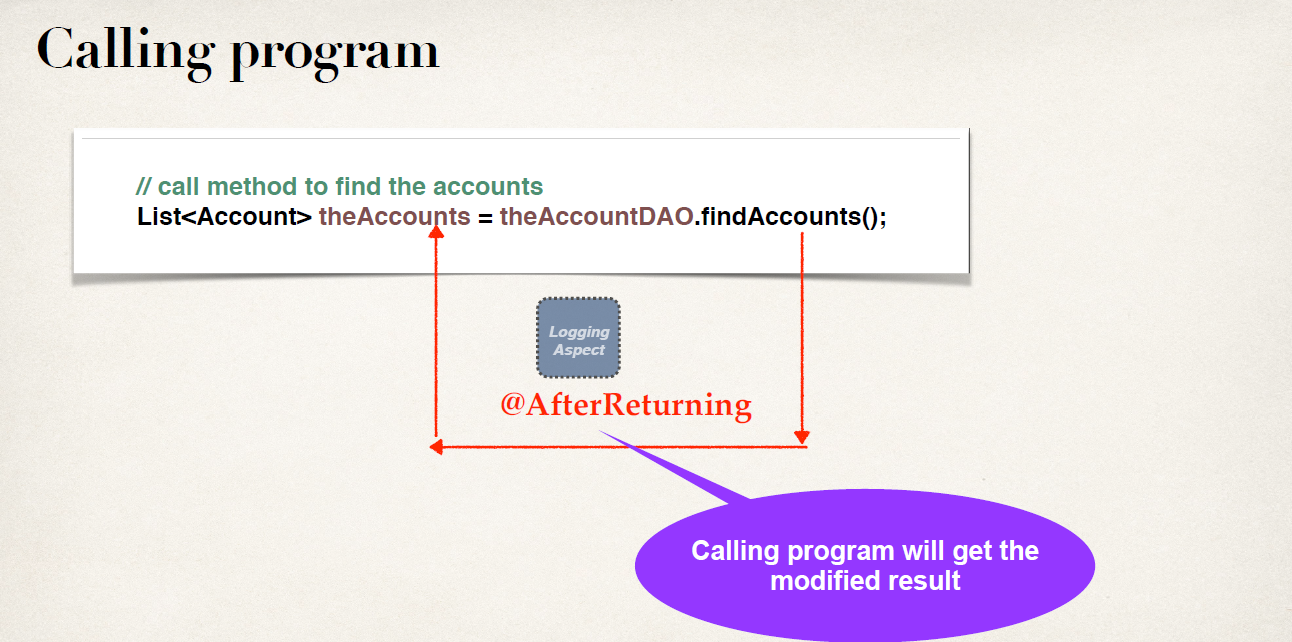 Calling program
// call method to find the accounts
List<Account> theAccounts = theAccountDAO.findAccounts();
Logging
Aspect
@AfterReturning
Calling program will get the
modified result